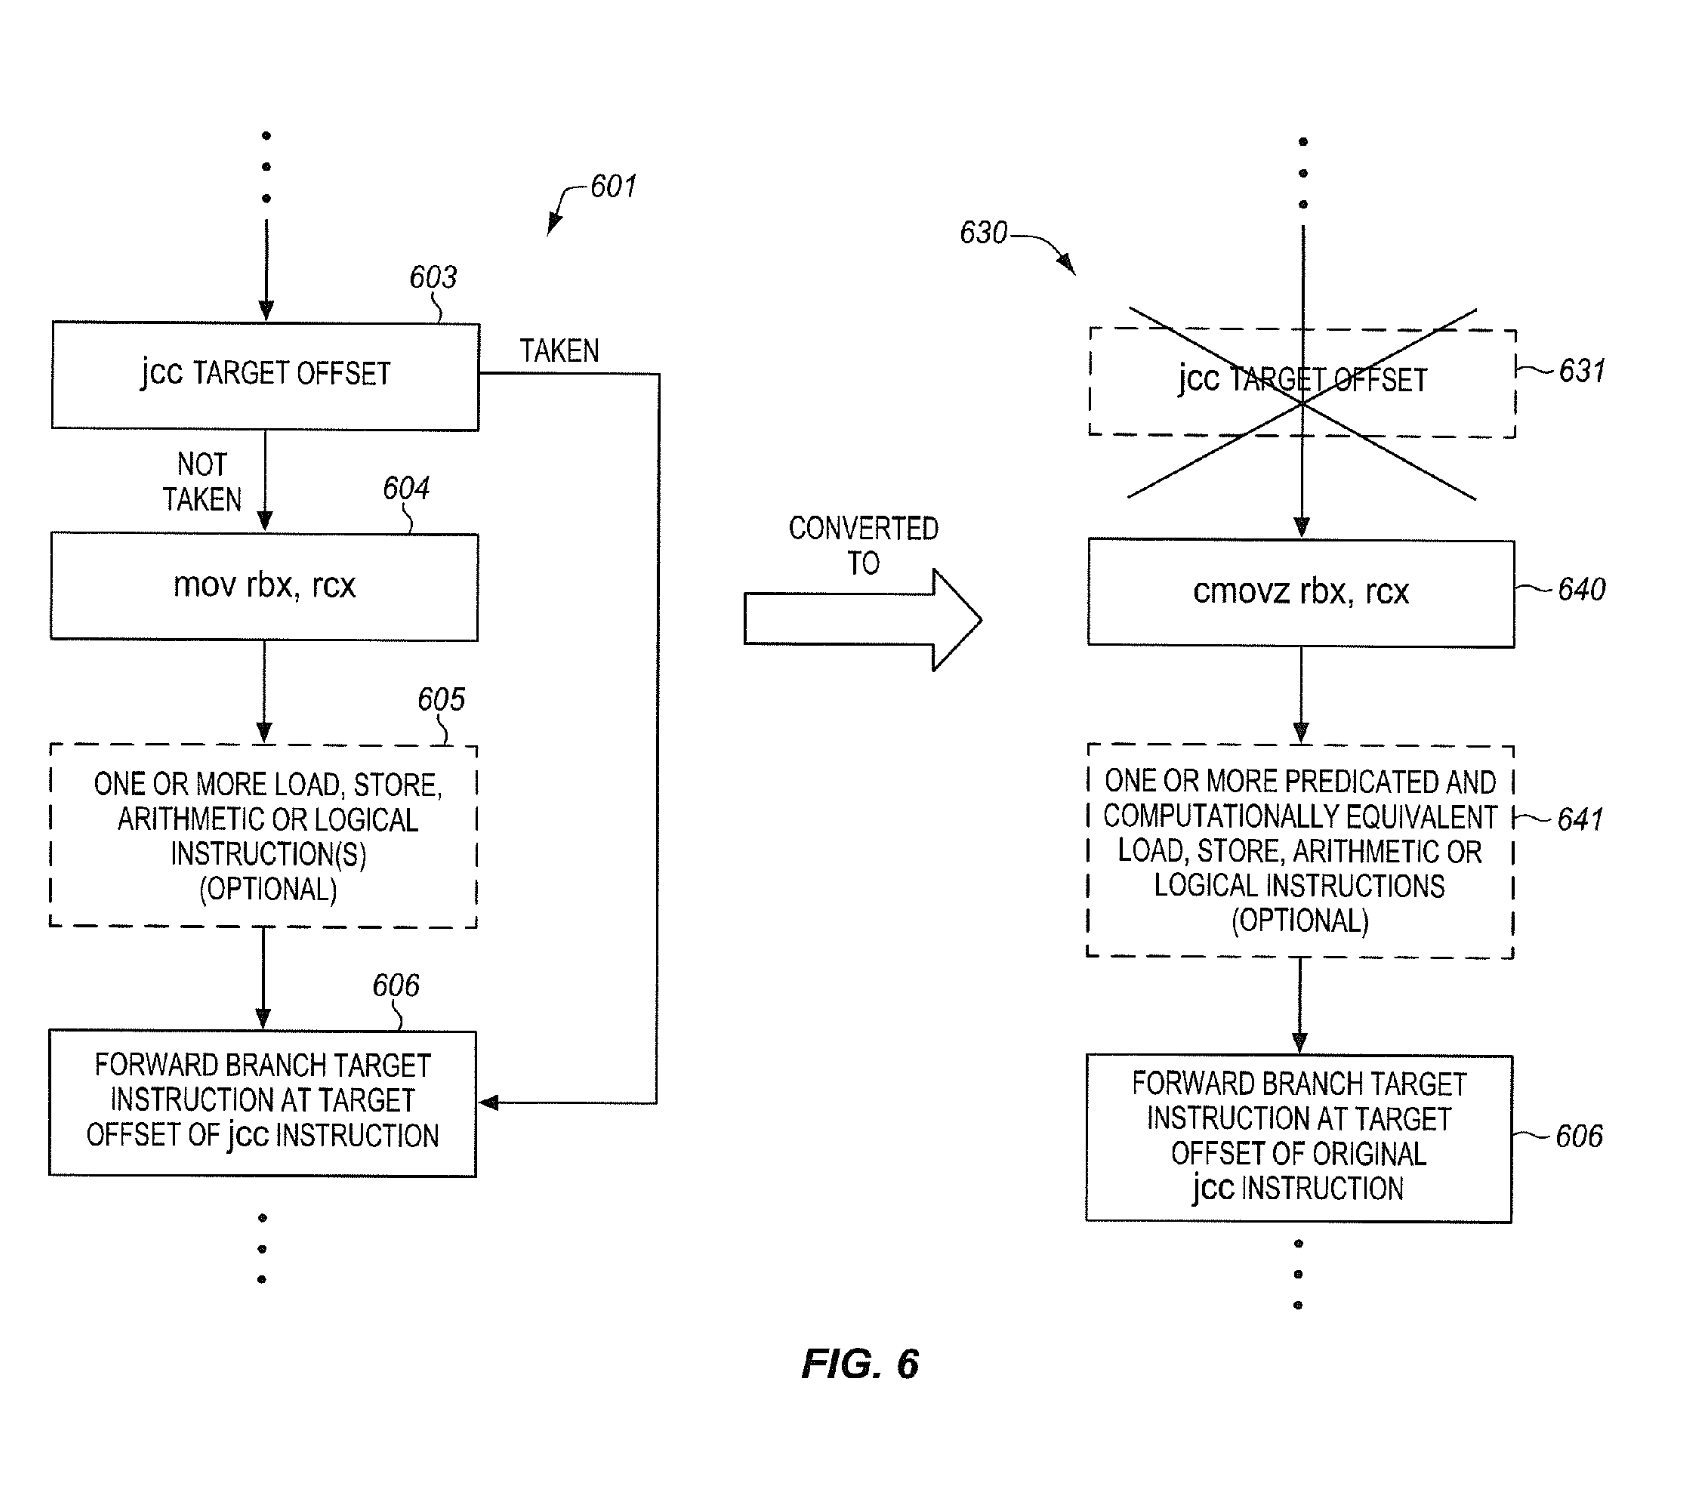 601
603
jcc TARGET OFFSET
TAKEN
NOT
TAKEN
604
mov rbx, rcx
605
ONE OR MORE LOAD, STORE,
ARITHMETIC OR LOGICAL
INSTRUCTION(S)
(OPTIONAL)
606
FORWARD BRANCH TARGET
INSTRUCTION AT TARGET
OFFSET OF jcc INSTRUCTION
CONVERTED
TO
630
jcc TARGET OFFSET
631
cmovz rbx, rcx
640
ONE OR MORE PREDICATED AND
COMPUTATIONALLY EQUIVALENT
LOAD, STORE, ARITHMETIC OR
LOGICAL INSTRUCTIONS
(OPTIONAL)
641
FORWARD BRANCH TARGET
INSTRUCTION AT TARGET
OFFSET OF ORIGINAL
jcc INSTRUCTION
606
FIG. 6